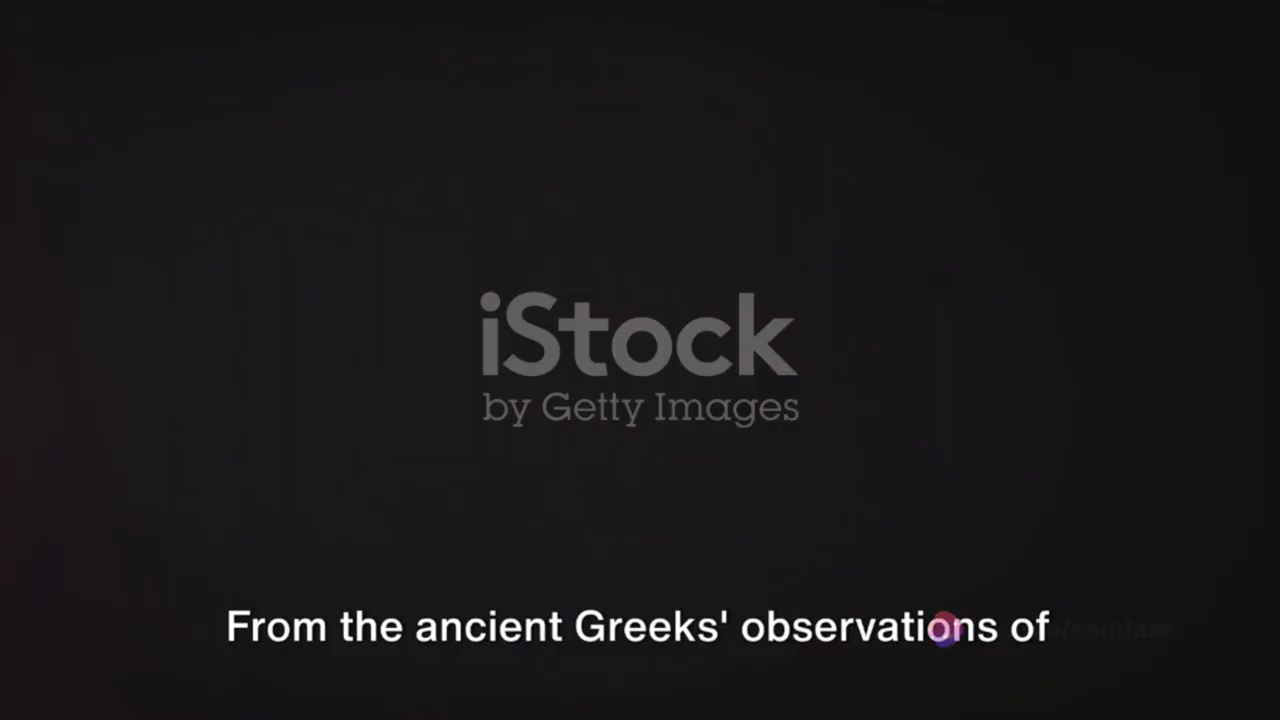 iStock
by Getty Images
From the ancient Greeks' observations of